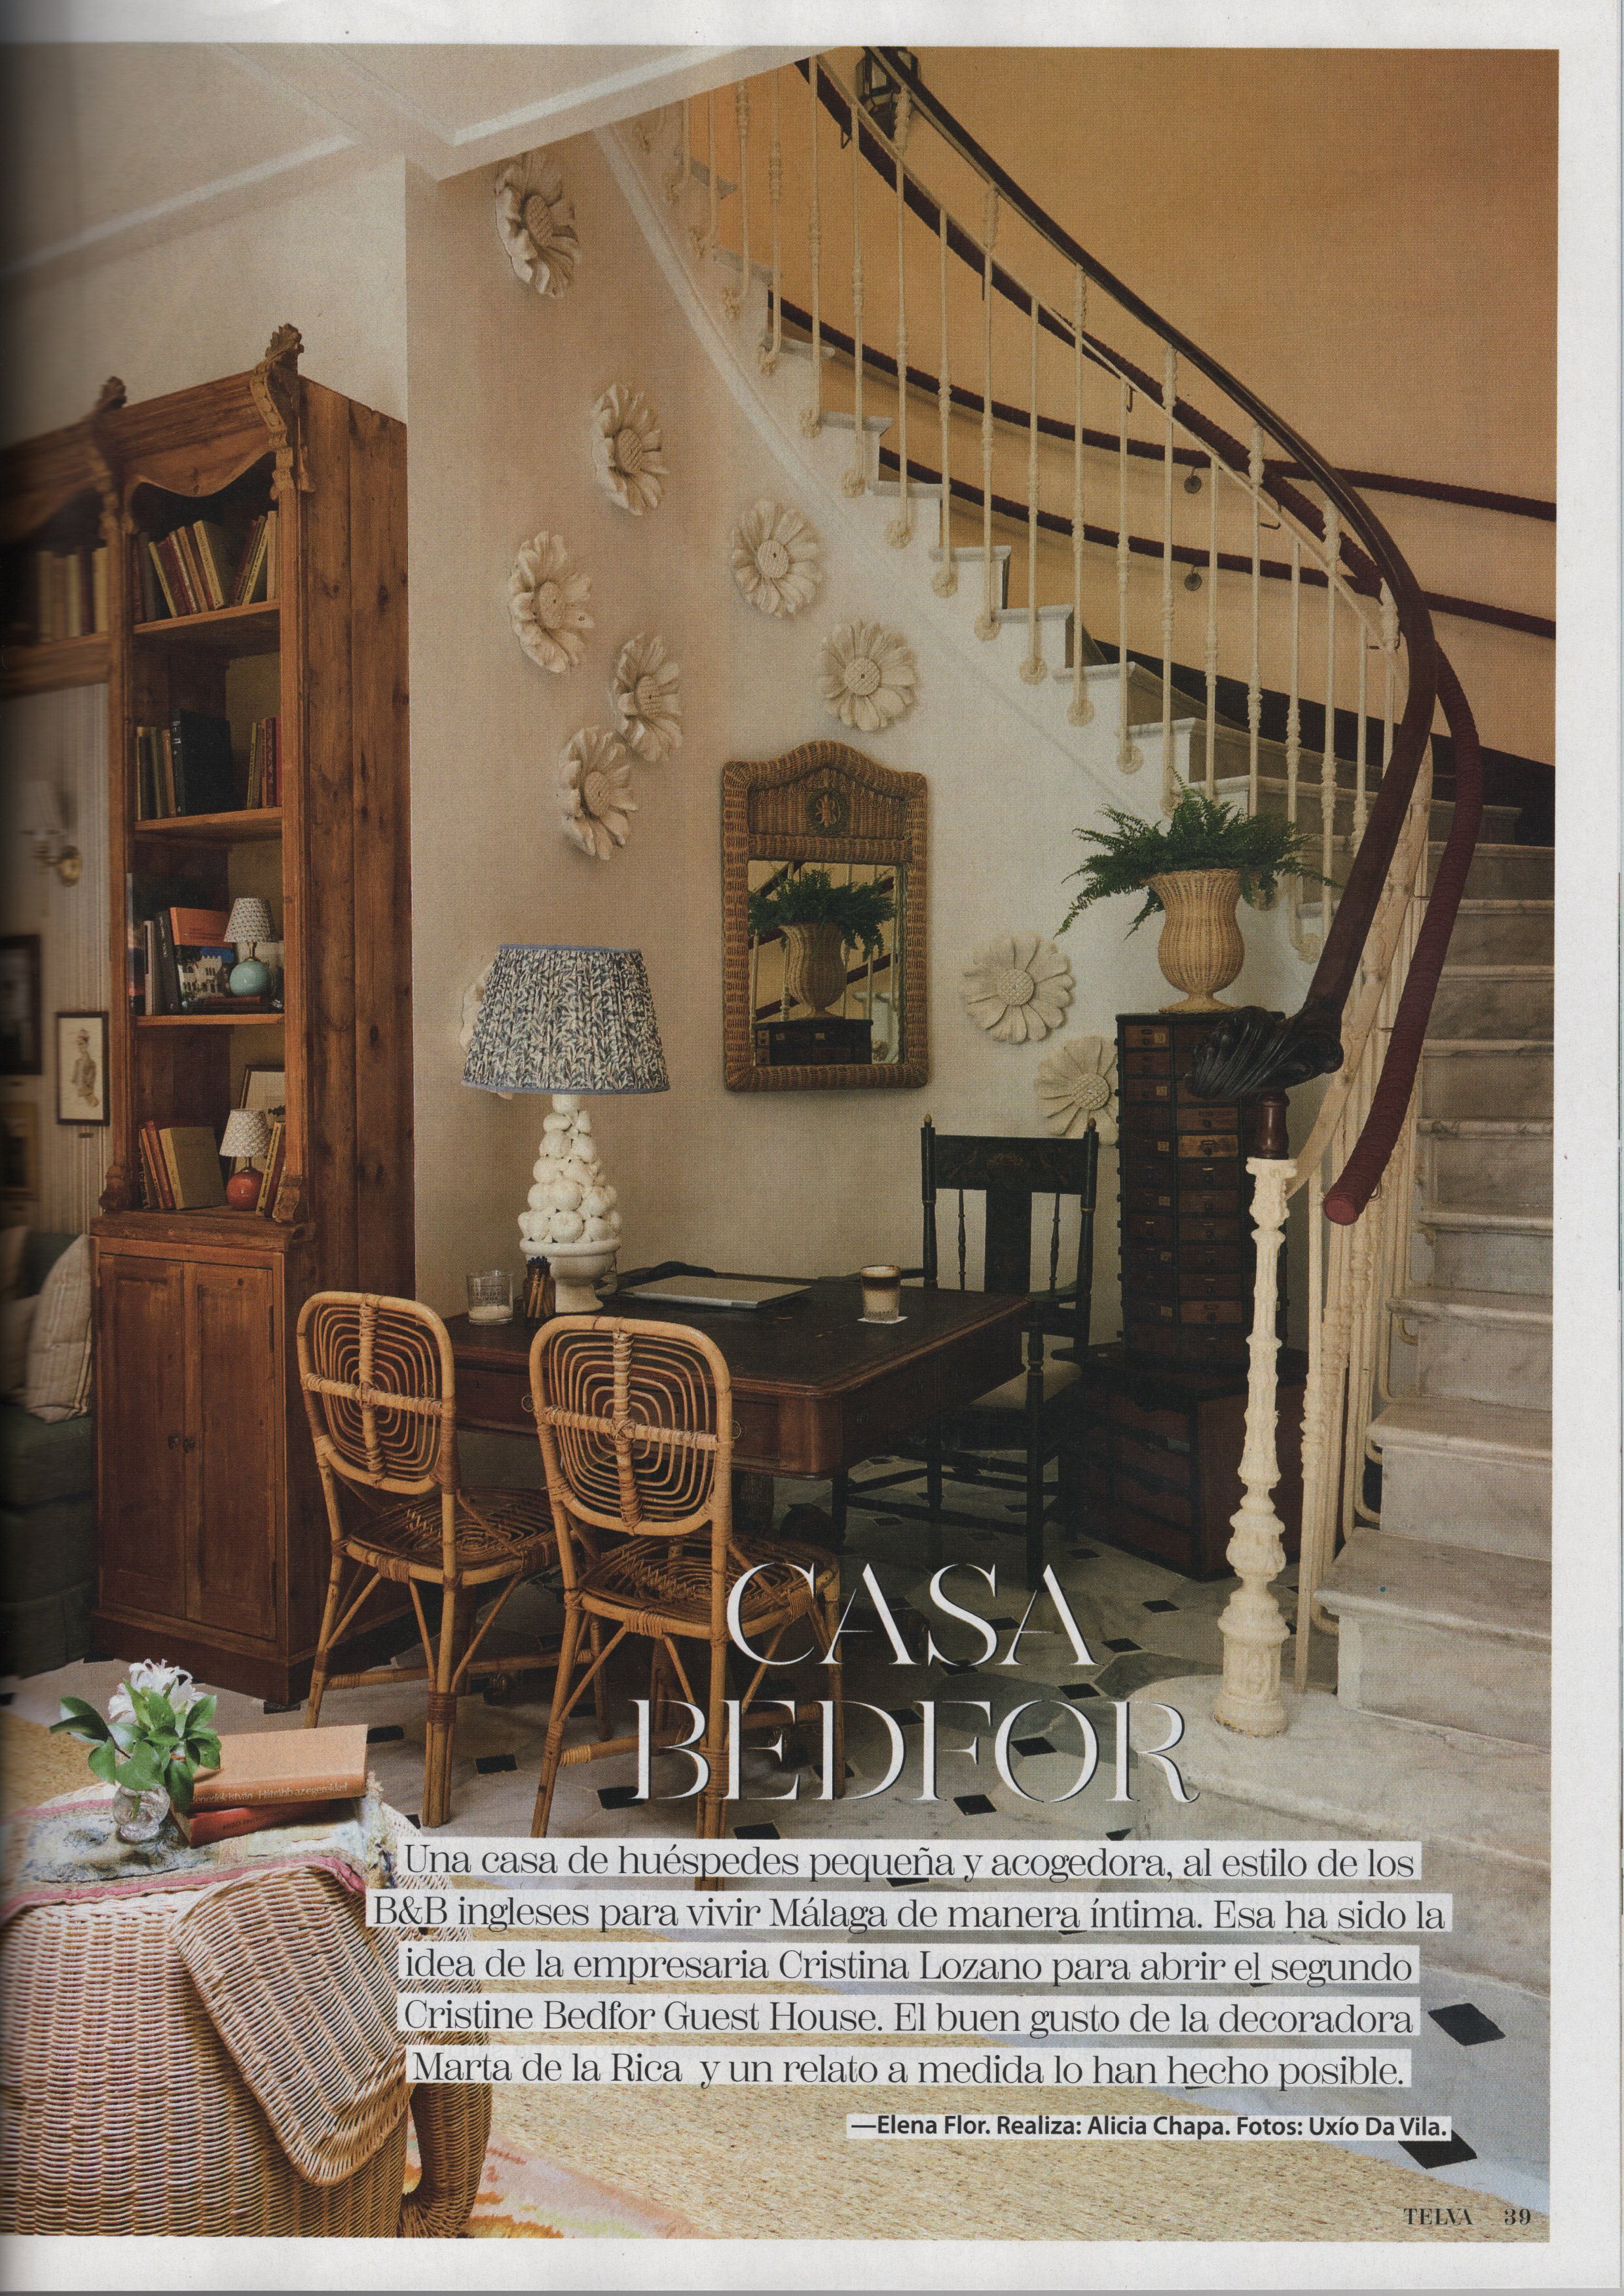 CASA
BEDFOR
Una casa de huéspedes pequeña y acogedora, al estilo de los
B&B ingleses para vivir Málaga de manera íntima. Esa ha sido la
idea de la empresaria Cristina Lozano para abrir el segundo
Cristine Bedfor Guest House. El buen gusto de la decoradora
Marta de la Rica y un relato a medida lo han hecho posible.
—Elena Flor. Realiza: Alicia Chapa. Fotos: Uxío Da Vila.
TELVA 39